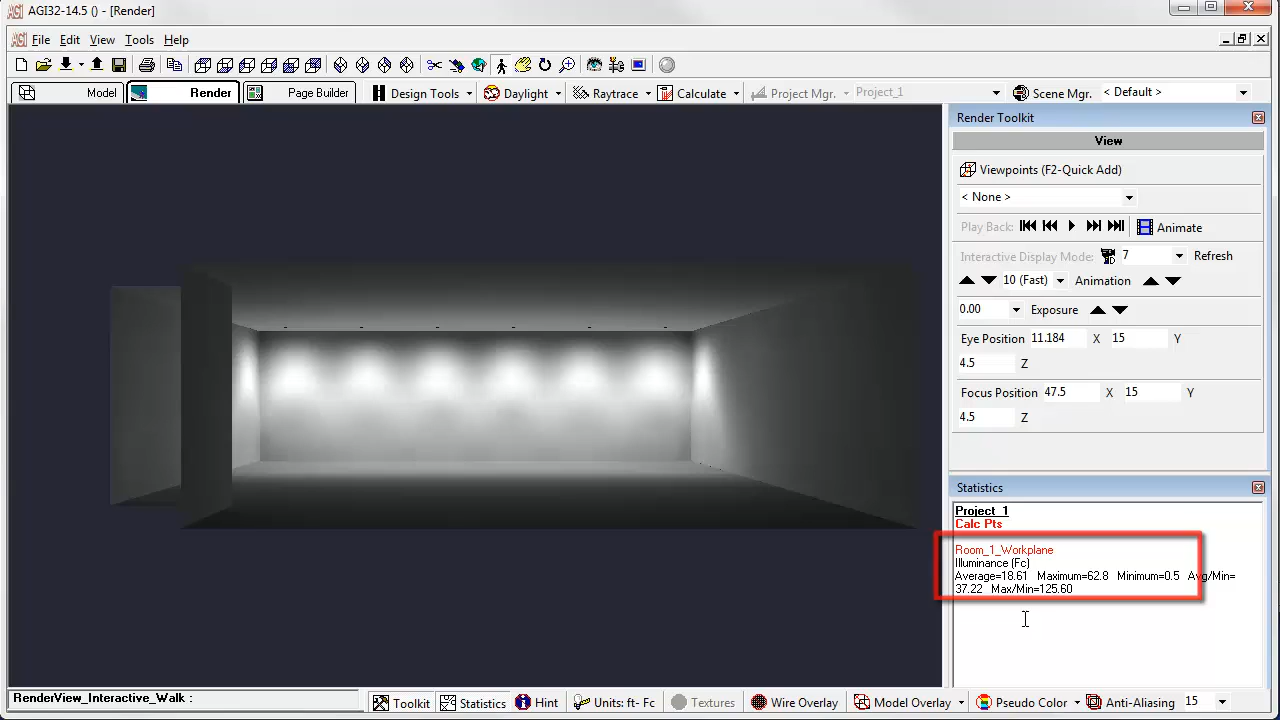 AGI32-14.5 () - [Render]
AGI File Edit View Tools Help
Model Render Page Builder Design Tools Daylight Raytrace Calculate Project Mgr. Project_1 Scene Mgr. < Default >
Render Toolkit
View
Viewpoints (F2-Quick Add)
< None >
Play Back: Animate
Interactive Display Mode: 7 Refresh
10 (Fast) Animation
0.00 Exposure
Eye Position 11.184 X 15 Y
4.5 Z
Focus Position 47.5 X 15 Y
4.5 Z
Statistics
Project_1
Calc Pts
Room_1_Workplane
Illuminance (Fc)
Average=18.61 Maximum=62.8 Minimum=0.5 Avg/Min=
37.22 Max/Min=125.60
RenderView_Interactive_Walk :
Toolkit Statistics Hint Units: ft- Fc Textures Wire Overlay Model Overlay Pseudo Color Anti-Aliasing 15